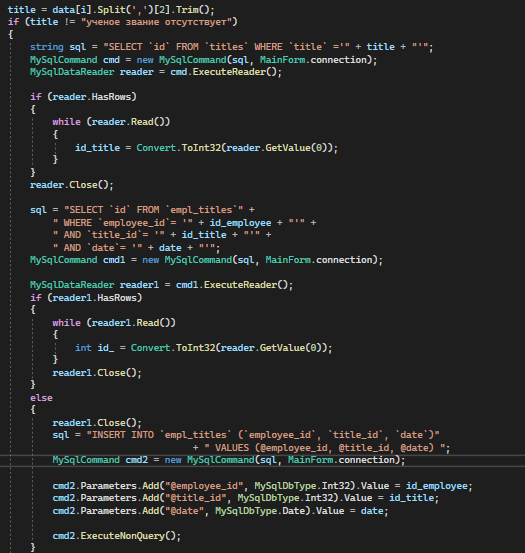 title = data[i].Split(',')[2].Trim();
if (title != "ученое звание отсутствует")
{
string sql = "SELECT `id` FROM `titles` WHERE `title` ='" + title + "'";
MySqlCommand cmd = new MySqlCommand(sql, MainForm.connection);
MySqlDataReader reader = cmd.ExecuteReader();
if (reader.HasRows)
{
while (reader.Read())
{
id_title = Convert.ToInt32(reader.GetValue(0));
}
}
reader.Close();
sql = "SELECT `id` FROM `empl_titles`" +
" WHERE `employee_id`= '" + id_employee + "'" +
" AND `title_id`= '" + id_title + "'" +
" AND `date`= '" + date + "'";
MySqlCommand cmd1 = new MySqlCommand(sql, MainForm.connection);
MySqlDataReader reader1 = cmd1.ExecuteReader();
if (reader1.HasRows)
{
while (reader1.Read())
{
int id_ = Convert.ToInt32(reader.GetValue(0));
}
reader1.Close();
}
else
{
reader1.Close();
sql = "INSERT INTO `empl_titles` (`employee_id`, `title_id`, `date`)"
+ " VALUES (@employee_id, @title_id, @date) ";
MySqlCommand cmd2 = new MySqlCommand(sql, MainForm.connection);
cmd2.Parameters.Add("@employee_id", MySqlDbType.Int32).Value = id_employee;
cmd2.Parameters.Add("@title_id", MySqlDbType.Int32).Value = id_title;
cmd2.Parameters.Add("@date", MySqlDbType.Date).Value = date;
cmd2.ExecuteNonQuery();
}